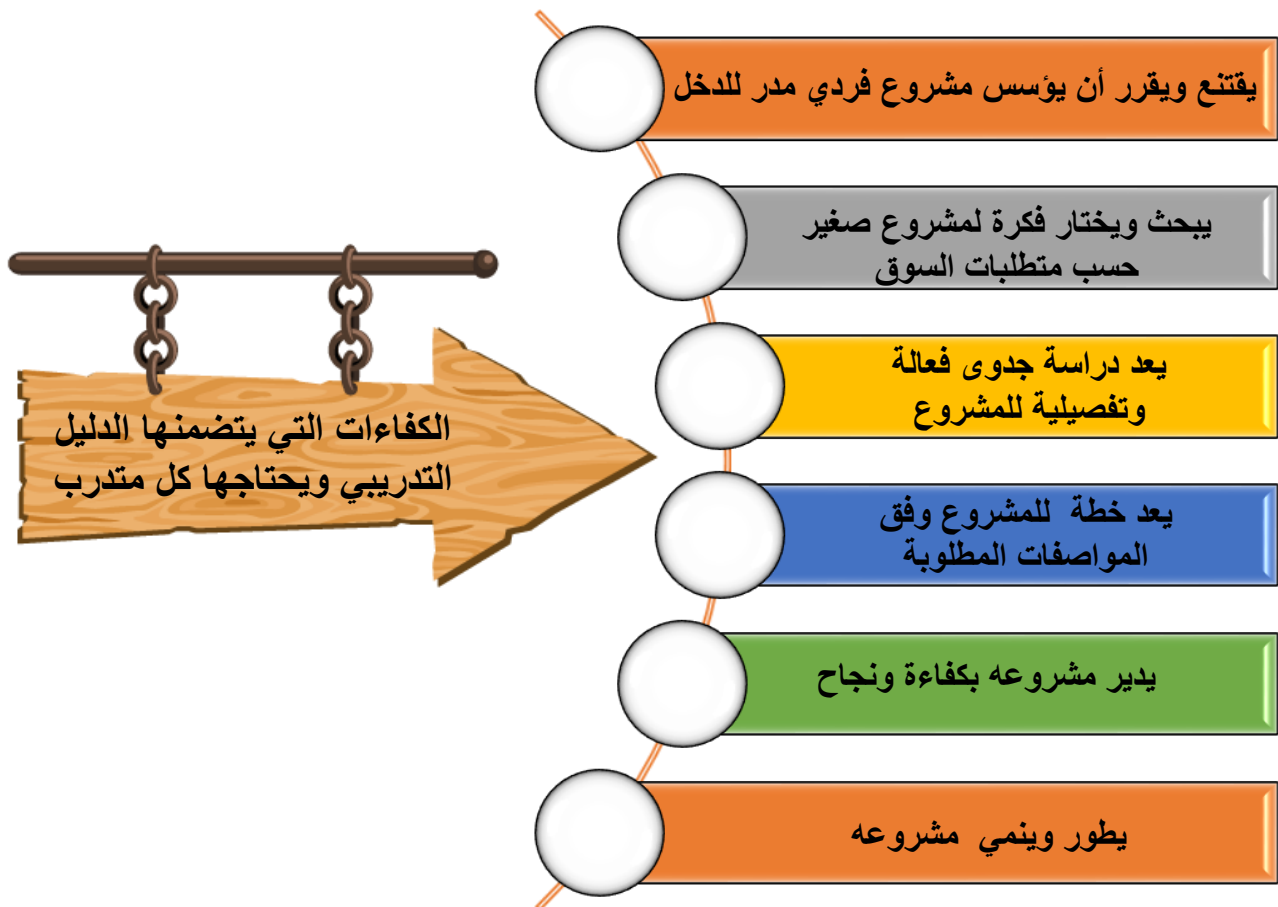 يقتنع ويقرر أن يؤسس مشروع فردي مدر للدخل
يبحث ويختار فكرة لمشروع صغير
حسب متطلبات السوق
يعد دراسة جدوى فعالة
وتفصيلية للمشروع
يعد خطة للمشروع وفق
المواصفات المطلوبة
يدير مشروعه بكفاءة ونجاح
يطور وينمي مشروعه
الكفاءات التي يتضمنها الدليل
التدريبي ويحتاجها كل متدرب